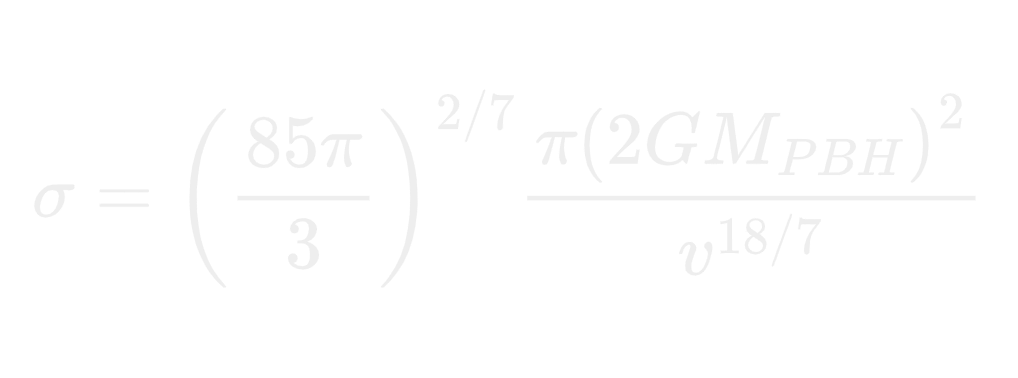 σ = (85π/3)^{2/7} π(2GM_{PBH})^2 / v^{18/7}